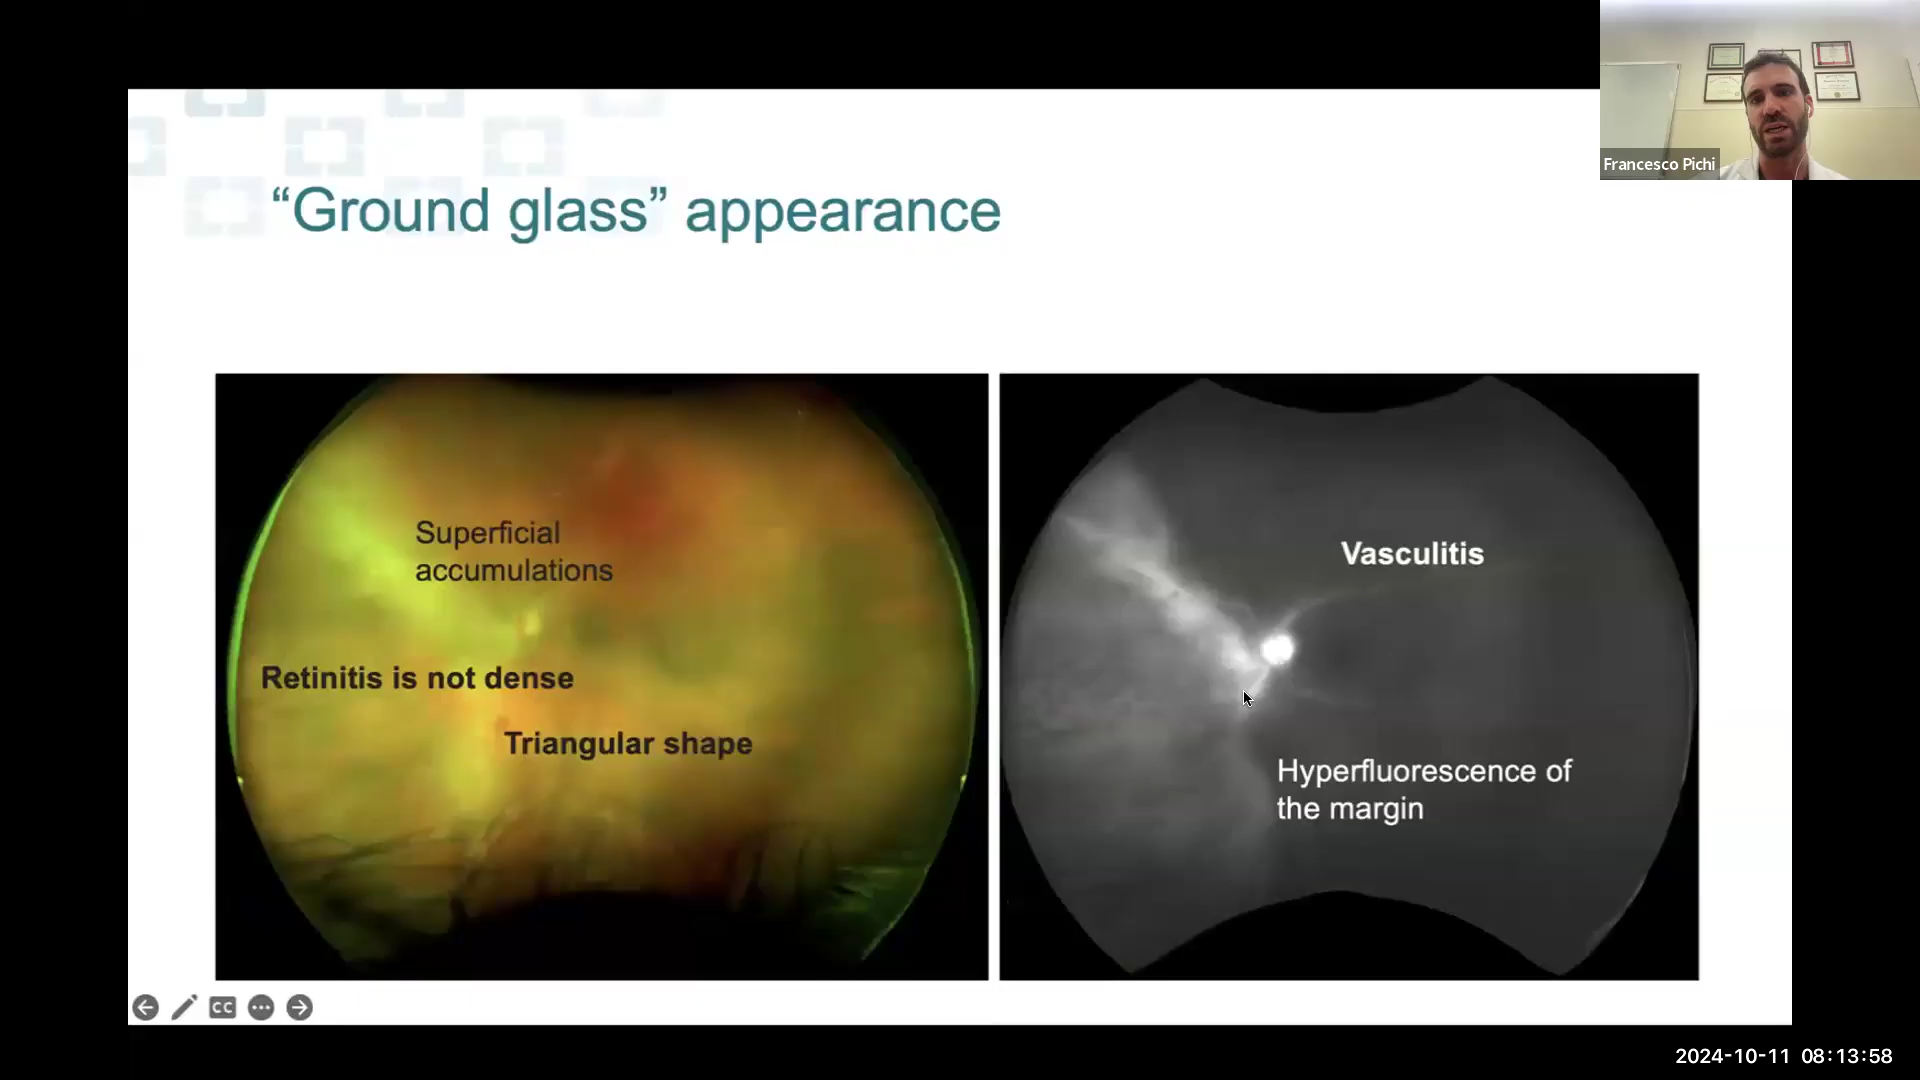 Francesco Pichi
“Ground glass” appearance
Superficial
accumulations
Retinitis is not dense
Triangular shape
Vasculitis
Hyperfluorescence of
the margin
CC
2024-10-11 08:13:58